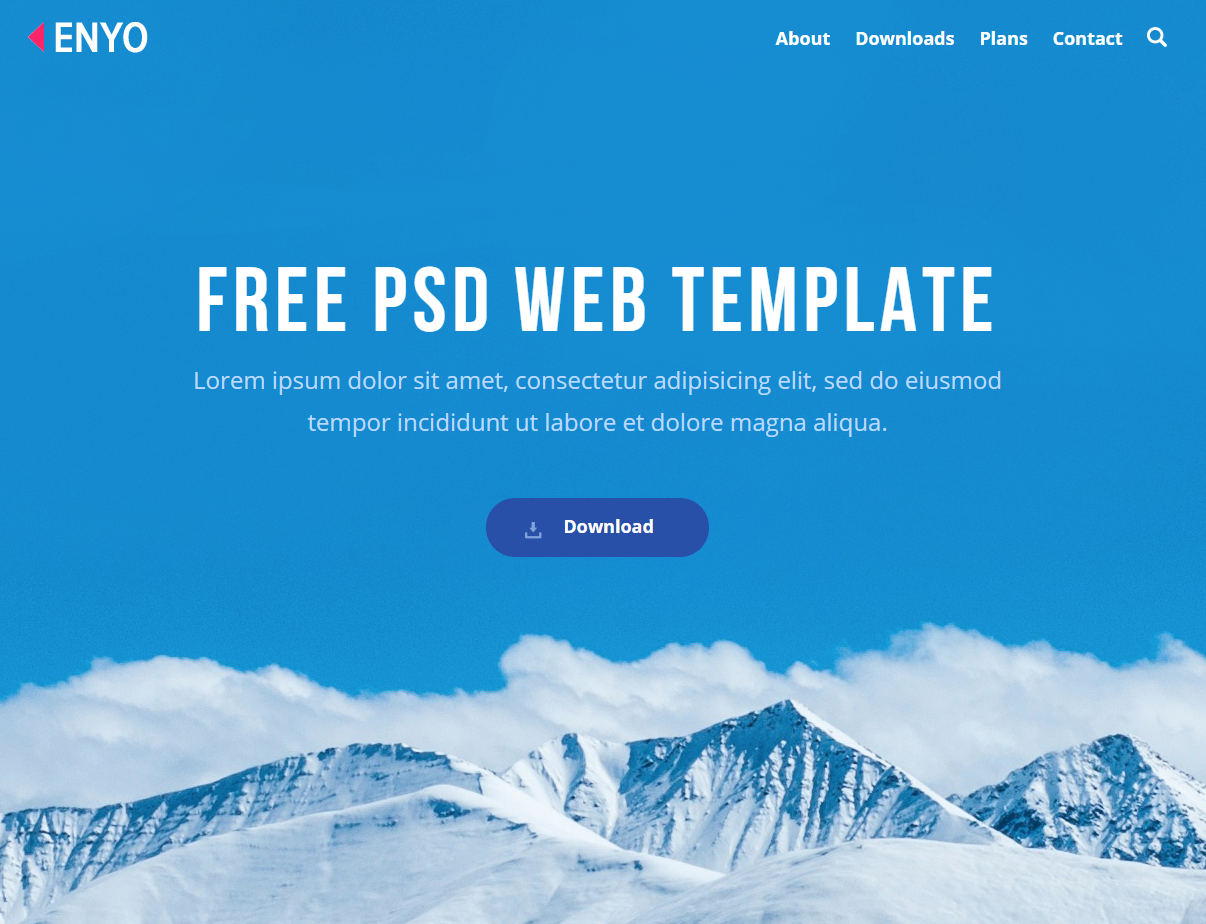 ENYO
About Downloads Plans Contact
FREE PSD WEB TEMPLATE
Lorem ipsum dolor sit amet, consectetur adipisicing elit, sed do eiusmod
tempor incididunt ut labore et dolore magna aliqua.
Download